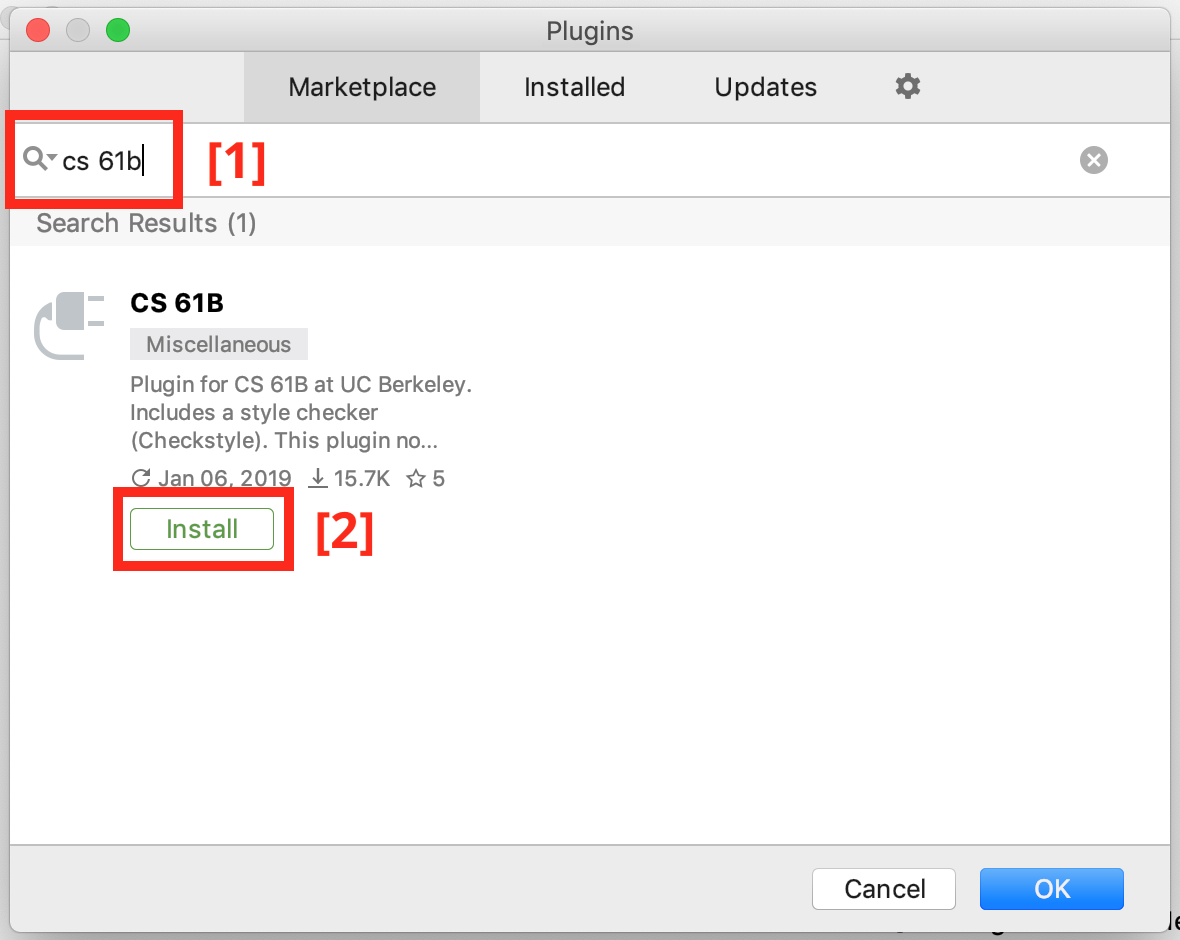 Plugins
Marketplace Installed Updates
cs 61b [1]
Search Results (1)
CS 61B
Miscellaneous
Plugin for CS 61B at UC Berkeley.
Includes a style checker
(Checkstyle). This plugin no...
Jan 06, 2019 15.7K 5
Install [2]
Cancel OK